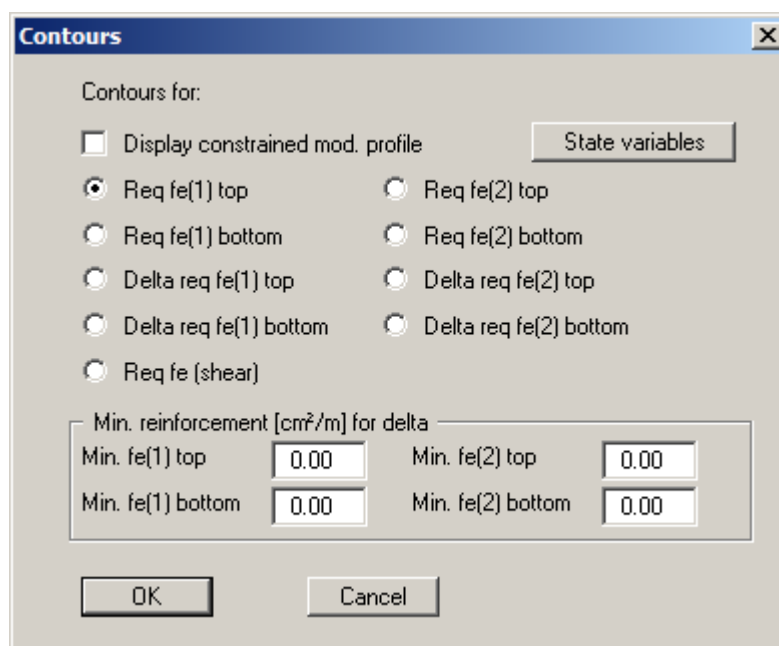 Contours
Contours for:
Display constrained mod. profile State variables
Req fe(1) top Req fe(2) top
Req fe(1) bottom Req fe(2) bottom
Delta req fe(1) top Delta req fe(2) top
Delta req fe(1) bottom Delta req fe(2) bottom
Req fe (shear)
Min. reinforcement [cm²/m] for delta
Min. fe(1) top 0.00 Min. fe(2) top 0.00
Min. fe(1) bottom 0.00 Min. fe(2) bottom 0.00
OK Cancel